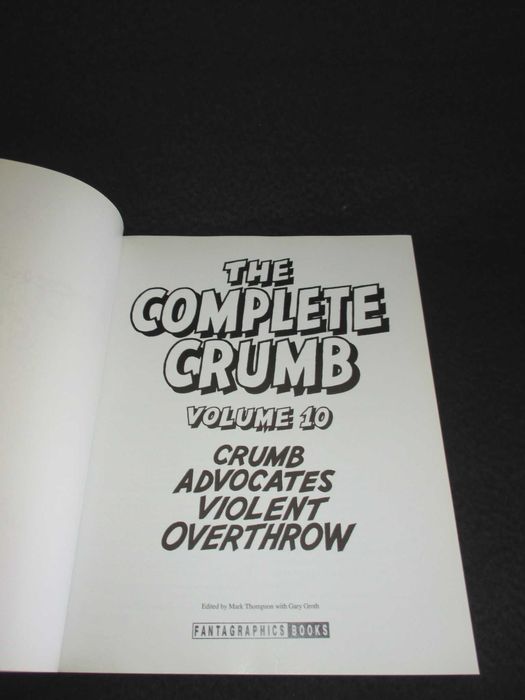 THE
COMPLETE
CRUMB
VOLUME 10
CRUMB
ADVOCATES
VIOLENT
OVERTHROW
Edited by Mark Thompson with Gary Groth
FANTAGRAPHICS BOOKS